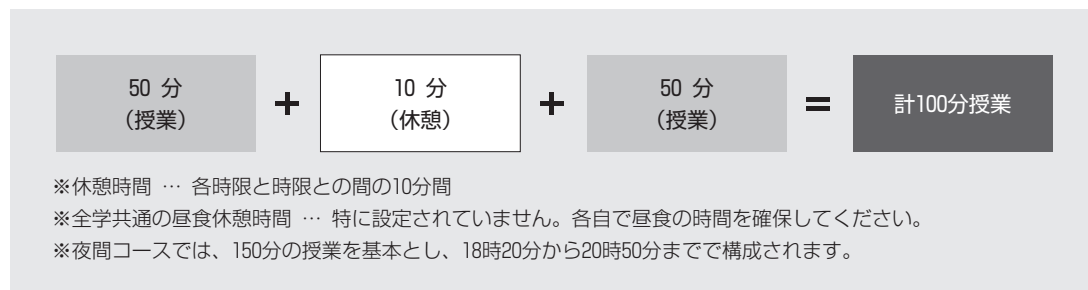 50 分
（授業）
+
10 分
（休憩）
+
50 分
（授業）
=
計100分授業
※休憩時間 … 各時限と時限との間の10分間
※全学共通の昼食休憩時間 … 特に設定されていません。各自で昼食の時間を確保してください。
※夜間コースでは、150分の授業を基本とし、18時20分から20時50分までで構成されます。